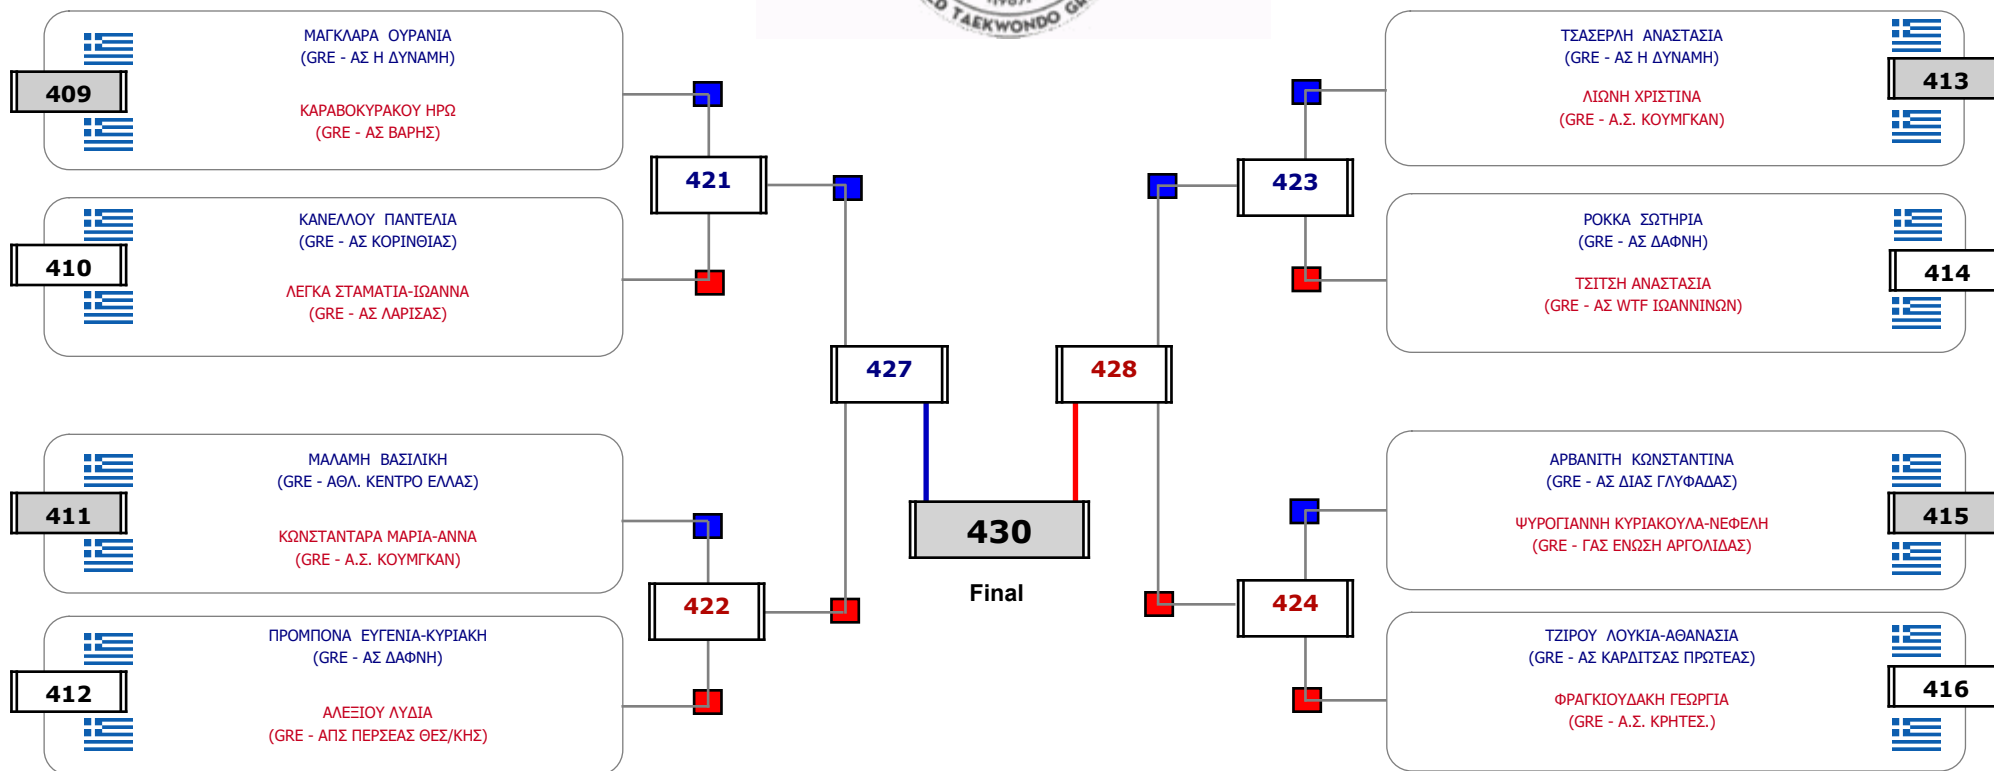 TAEKWONDO
409
ΜΑΓΚΛΑΡΑ ΟΥΡΑΝΙΑ
(GRE - ΑΣ Η ΔΥΝΑΜΗ)
ΚΑΡΑΒΟΚΥΡΑΚΟΥ ΗΡΩ
(GRE - ΑΣ ΒΑΡΗΣ)
410
ΚΑΝΕΛΛΟΥ ΠΑΝΤΕΛΙΑ
(GRE - ΑΣ ΚΟΡΙΝΘΙΑΣ)
ΛΕΓΚΑ ΣΤΑΜΑΤΙΑ-ΙΩΑΝΝΑ
(GRE - ΑΣ ΛΑΡΙΣΑΣ)
421
411
ΜΑΛΑΜΗ ΒΑΣΙΛΙΚΗ
(GRE - ΑΘΛ. ΚΕΝΤΡΟ ΕΛΛΑΣ)
ΚΩΝΣΤΑΝΤΑΡΑ ΜΑΡΙΑ-ΑΝΝΑ
(GRE - Α.Σ. ΚΟΥΜΓΚΑΝ)
412
ΠΡΟΜΠΟΝΑ ΕΥΓΕΝΙΑ-ΚΥΡΙΑΚΗ
(GRE - ΑΣ ΔΑΦΝΗ)
ΑΛΕΞΙΟΥ ΛΥΔΙΑ
(GRE - ΑΠΣ ΠΕΡΣΕΑΣ ΘΕΣ/ΚΗΣ)
422
427
428
430
Final
413
ΤΣΑΣΕΡΛΗ ΑΝΑΣΤΑΣΙΑ
(GRE - ΑΣ Η ΔΥΝΑΜΗ)
ΛΙΩΝΗ ΧΡΙΣΤΙΝΑ
(GRE - Α.Σ. ΚΟΥΜΓΚΑΝ)
423
414
ΡΟΚΚΑ ΣΩΤΗΡΙΑ
(GRE - ΑΣ ΔΑΦΝΗ)
ΤΣΙΤΣΗ ΑΝΑΣΤΑΣΙΑ
(GRE - ΑΣ WTF ΙΩΑΝΝΙΝΩΝ)
415
ΑΡΒΑΝΙΤΗ ΚΩΝΣΤΑΝΤΙΝΑ
(GRE - ΑΣ ΔΙΑΣ ΓΛΥΦΑΔΑΣ)
ΨΥΡΟΓΙΑΝΝΗ ΚΥΡΙΑΚΟΥΛΑ-ΝΕΦΕΛΗ
(GRE - ΓΑΣ ΕΝΩΣΗ ΑΡΓΟΛΙΔΑΣ)
424
416
ΤΖΙΡΟΥ ΛΟΥΚΙΑ-ΑΘΑΝΑΣΙΑ
(GRE - ΑΣ ΚΑΡΔΙΤΣΑΣ ΠΡΩΤΕΑΣ)
ΦΡΑΓΚΙΟΥΔΑΚΗ ΓΕΩΡΓΙΑ
(GRE - Α.Σ. ΚΡΗΤΕΣ.)